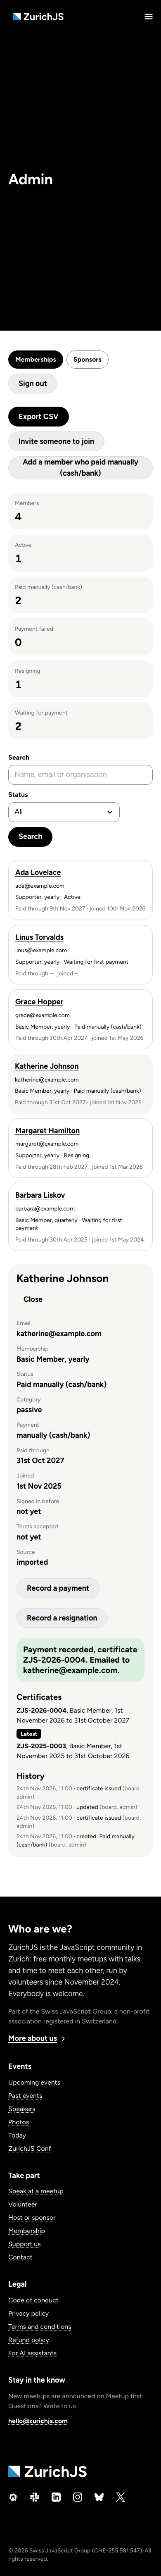 ZurichJS
Admin
Memberships
Sponsors
Sign out
Export CSV
Invite someone to join
Add a member who paid manually
(cash/bank)
Members
4
Active
1
Paid manually (cash/bank)
2
Payment failed
0
Resigning
1
Waiting for payment
2
Search
Name, email or organisation
Status
All
Search
Ada Lovelace
ada@example.com
Supporter, yearly · Active
Paid through 9th Nov 2027 · joined 10th Nov 2026
Linus Torvalds
linus@example.com
Supporter, yearly · Waiting for first payment
Paid through – · joined –
Grace Hopper
grace@example.com
Basic Member, yearly · Paid manually (cash/bank)
Paid through 30th Apr 2027 · joined 1st May 2026
Katherine Johnson
katherine@example.com
Basic Member, yearly · Paid manually (cash/bank)
Paid through 31st Oct 2027 · joined 1st Nov 2025
Margaret Hamilton
margaret@example.com
Supporter, yearly · Resigning
Paid through 28th Feb 2027 · joined 1st Mar 2026
Barbara Liskov
barbara@example.com
Basic Member, quarterly · Waiting for first
payment
Paid through 30th Apr 2025 · joined 1st May 2024
Katherine Johnson
Close
Email
katherine@example.com
Membership
Basic Member, yearly
Status
Paid manually (cash/bank)
Category
passive
Payment
manually (cash/bank)
Paid through
31st Oct 2027
Joined
1st Nov 2025
Signed in before
not yet
Terms accepted
not yet
Source
imported
Record a payment
Record a resignation
Payment recorded, certificate
ZJS-2026-0004. Emailed to
katherine@example.com.
Certificates
ZJS-2026-0004, Basic Member, 1st
November 2026 to 31st October 2027
Latest
ZJS-2025-0003, Basic Member, 1st
November 2025 to 31st October 2026
History
24th Nov 2026, 11:00 · certificate issued (board,
admin)
24th Nov 2026, 11:00 · updated (board, admin)
24th Nov 2026, 11:00 · certificate issued (board,
admin)
24th Nov 2026, 11:00 · created: Paid manually
(cash/bank) (board, admin)
Who are we?
ZurichJS is the JavaScript community in
Zurich: free monthly meetups with talks
and time to meet each other, run by
volunteers since November 2024.
Everybody is welcome.
Part of the Swiss JavaScript Group, a non-profit
association registered in Switzerland.
More about us
Events
Upcoming events
Past events
Speakers
Photos
Today
ZurichJS Conf
Take part
Speak at a meetup
Volunteer
Host or sponsor
Membership
Support us
Contact
Legal
Code of conduct
Privacy policy
Terms and conditions
Refund policy
For AI assistants
Stay in the know
New meetups are announced on Meetup first.
Questions? Write to us.
hello@zurichjs.com
ZurichJS
© 2026 Swiss JavaScript Group (CHE-255.581.547). All
rights reserved.